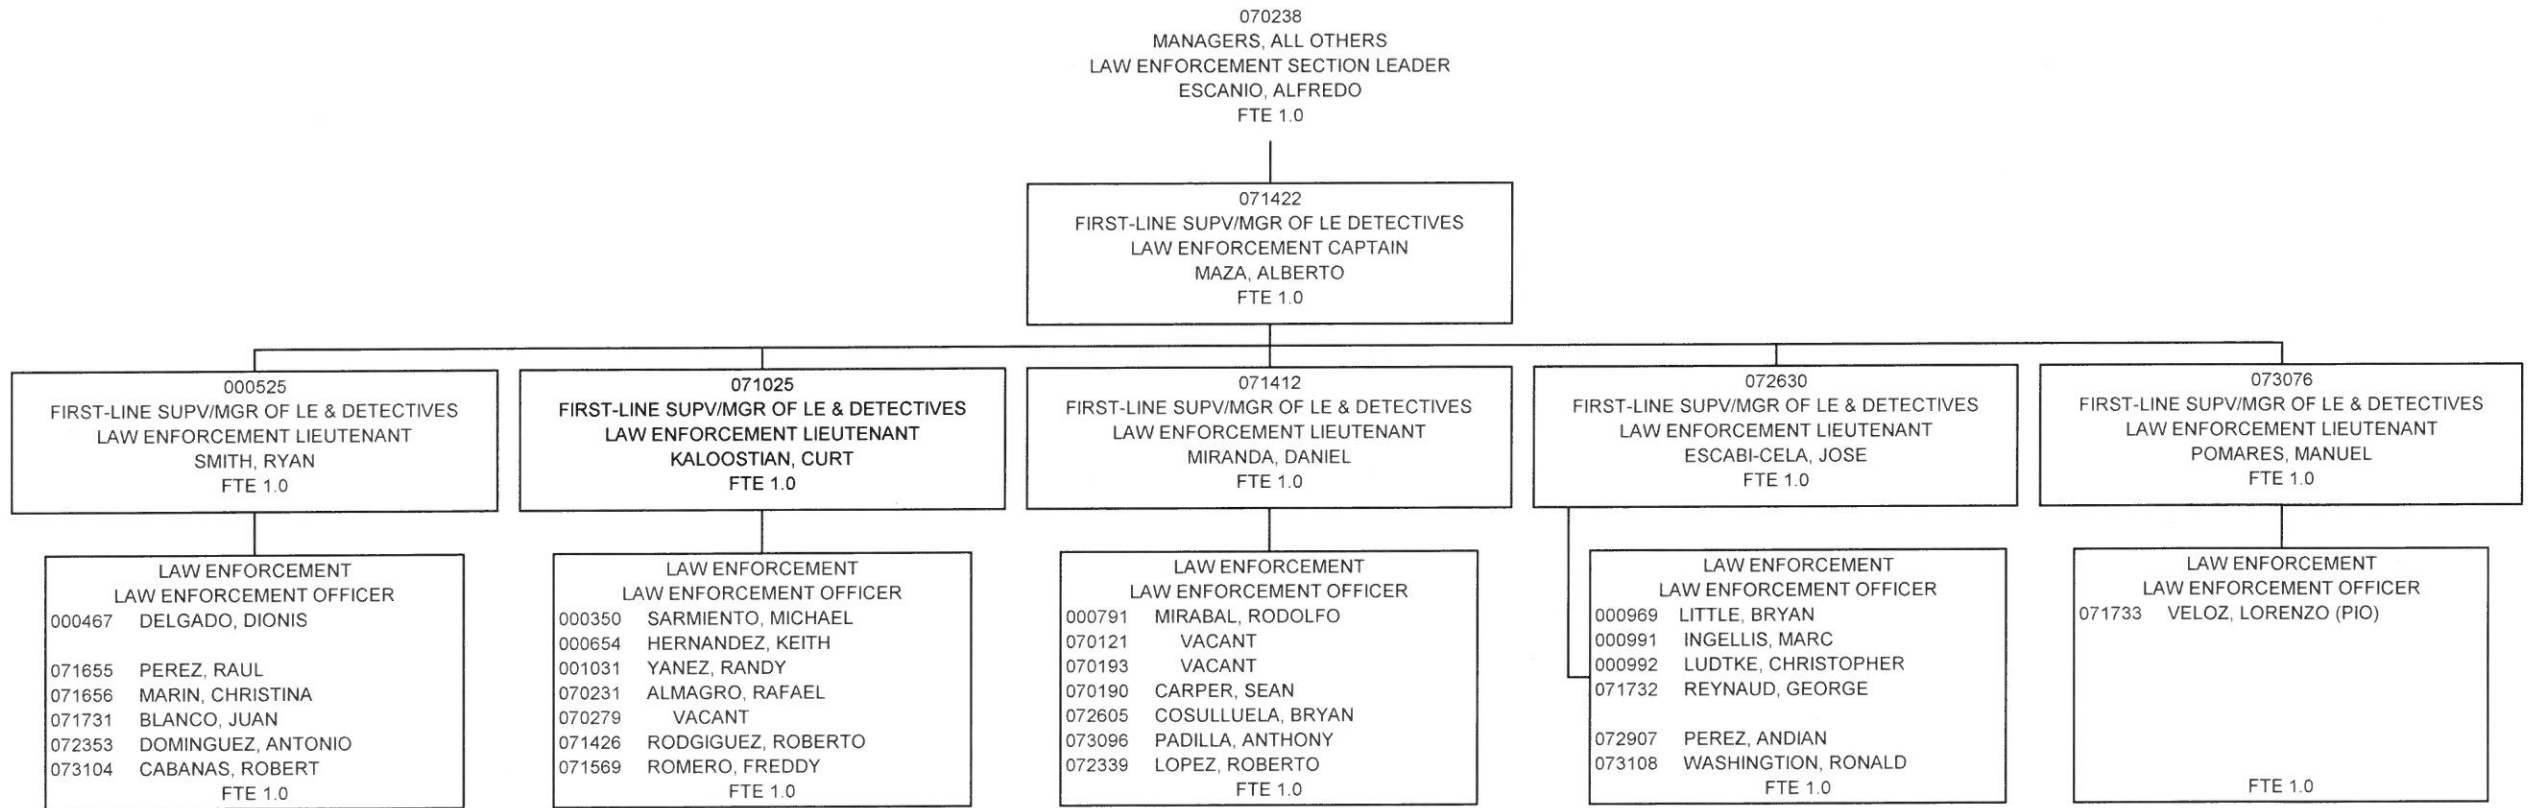 070238
MANAGERS, ALL OTHERS
LAW ENFORCEMENT SECTION LEADER
ESCANIO, ALFREDO
FTE 1.0
071422
FIRST-LINE SUPV/MGR OF LE DETECTIVES
LAW ENFORCEMENT CAPTAIN
MAZA, ALBERTO
FTE 1.0
000525
FIRST-LINE SUPV/MGR OF LE & DETECTIVES
LAW ENFORCEMENT LIEUTENANT
SMITH, RYAN
FTE 1.0
071025
FIRST-LINE SUPV/MGR OF LE & DETECTIVES
LAW ENFORCEMENT LIEUTENANT
KALOOSTIAN, CURT
FTE 1.0
071412
FIRST-LINE SUPV/MGR OF LE & DETECTIVES
LAW ENFORCEMENT LIEUTENANT
MIRANDA, DANIEL
FTE 1.0
072630
FIRST-LINE SUPV/MGR OF LE & DETECTIVES
LAW ENFORCEMENT LIEUTENANT
ESCABI-CELA, JOSE
FTE 1.0
073076
FIRST-LINE SUPV/MGR OF LE & DETECTIVES
LAW ENFORCEMENT LIEUTENANT
POMARES, MANUEL
FTE 1.0
LAW ENFORCEMENT
LAW ENFORCEMENT OFFICER
000467 DELGADO, DIONIS
071655 PEREZ, RAUL
071656 MARIN, CHRISTINA
071731 BLANCO, JUAN
072353 DOMINGUEZ, ANTONIO
073104 CABANAS, ROBERT
FTE 1.0
LAW ENFORCEMENT
LAW ENFORCEMENT OFFICER
000350 SARMIENTO, MICHAEL
000654 HERNANDEZ, KEITH
001031 YANEZ, RANDY
070231 ALMAGRO, RAFAEL
070279 VACANT
071426 RODGIGUEZ, ROBERTO
071569 ROMERO, FREDDY
FTE 1.0
LAW ENFORCEMENT
LAW ENFORCEMENT OFFICER
000791 MIRABAL, RODOLFO
070121 VACANT
070193 VACANT
070190 CARPER, SEAN
072605 COSULLUELA, BRYAN
073096 PADILLA, ANTHONY
072339 LOPEZ, ROBERTO
FTE 1.0
LAW ENFORCEMENT
LAW ENFORCEMENT OFFICER
000969 LITTLE, BRYAN
000991 INGELLIS, MARC
000992 LUDTKE, CHRISTOPHER
071732 REYNAUD, GEORGE
072907 PEREZ, ANDIAN
073108 WASHINGTION, RONALD
FTE 1.0
LAW ENFORCEMENT
LAW ENFORCEMENT OFFICER
071733 VELOZ, LORENZO (PIO)
FTE 1.0